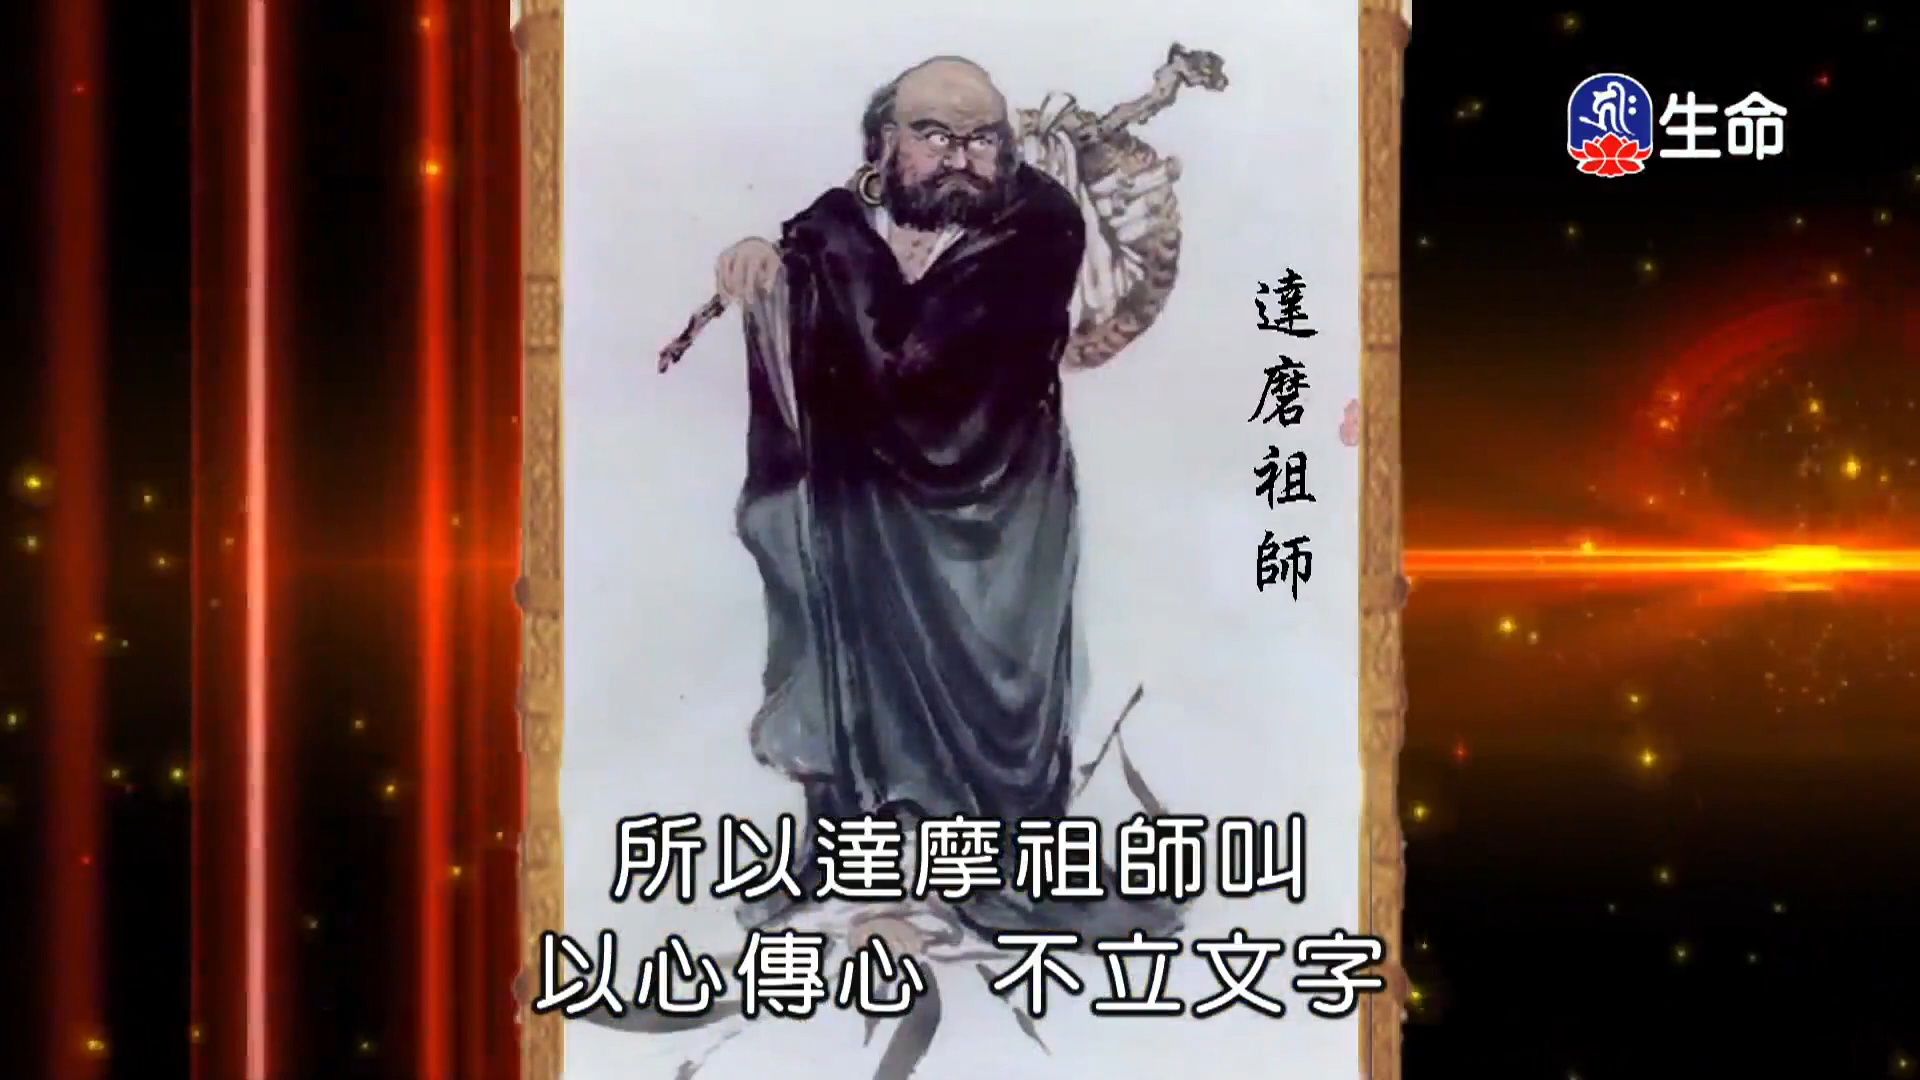 生命
達磨祖師
所以達摩祖師叫
以心傳心 不立文字